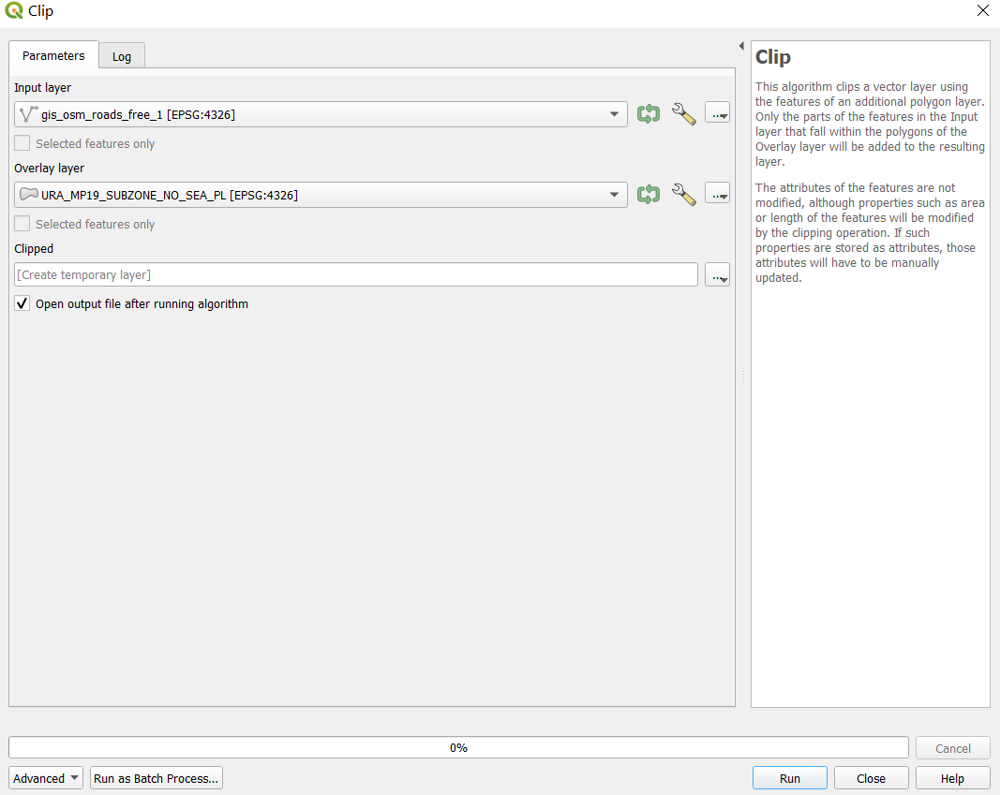 Clip
Parameters
Log
Input layer
gis_osm_roads_free_1 [EPSG:4326]
...
Selected features only
Overlay layer
URA_MP19_SUBZONE_NO_SEA_PL [EPSG:4326]
...
Selected features only
Clipped
[Create temporary layer]
...
Open output file after running algorithm
Clip
This algorithm clips a vector layer using
the features of an additional polygon layer.
Only the parts of the features in the Input
layer that fall within the polygons of the
Overlay layer will be added to the resulting
layer.
The attributes of the features are not
modified, although properties such as area
or length of the features will be modified
by the clipping operation. If such
properties are stored as attributes, those
attributes will have to be manually
updated.
0%
Cancel
Advanced
Run as Batch Process...
Run
Close
Help